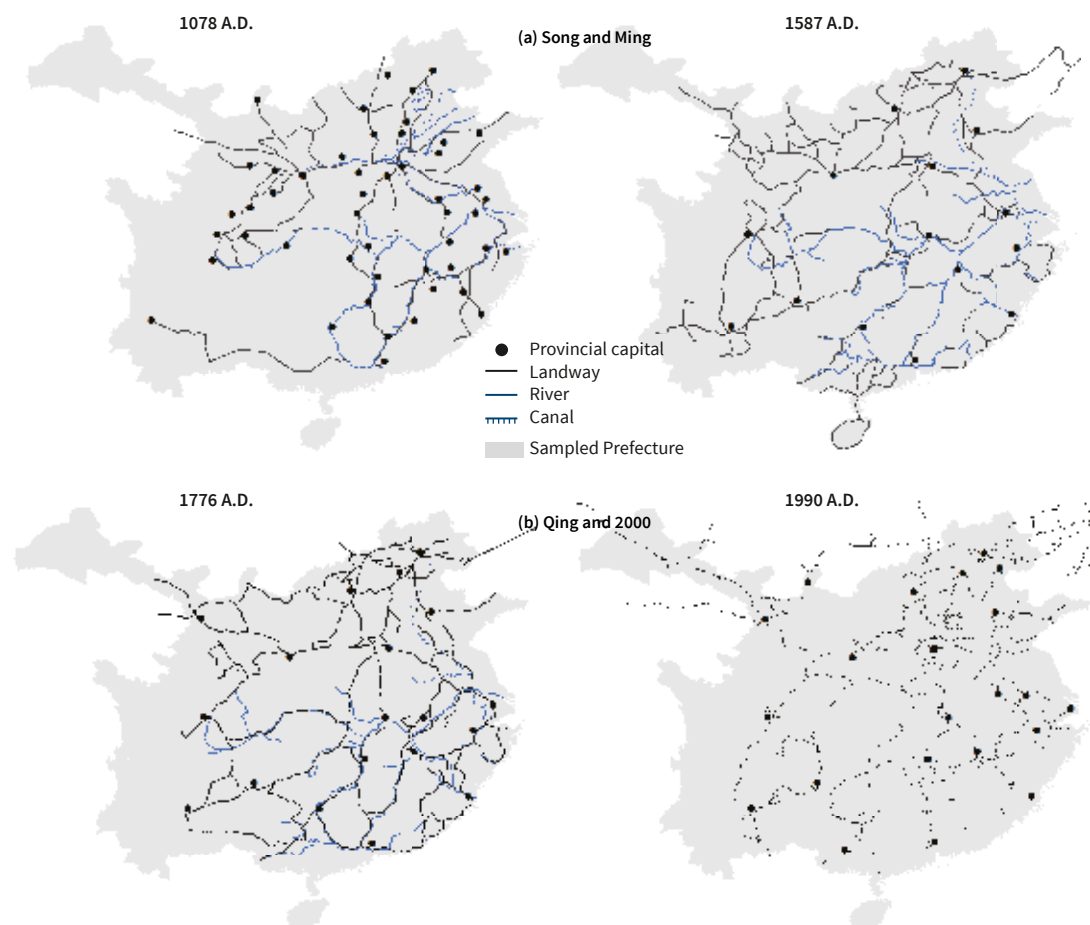 1078 A.D.
(a) Song and Ming
1587 A.D.
Provincial capital
Landway
River
Canal
Sampled Prefecture
1776 A.D.
(b) Qing and 2000
1990 A.D.